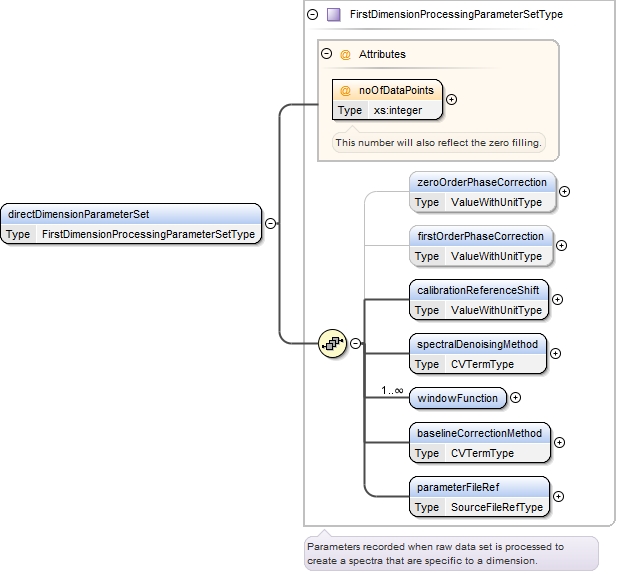 FirstDimensionProcessingParameterSetType
@ Attributes
@ noOfDataPoints
Type xs:integer
This number will also reflect the zero filling.
directDimensionParameterSet
Type FirstDimensionProcessingParameterSetType
zeroOrderPhaseCorrection
Type ValueWithUnitType
firstOrderPhaseCorrection
Type ValueWithUnitType
calibrationReferenceShift
Type ValueWithUnitType
spectralDenoisingMethod
Type CVTermType
1..∞
windowFunction
baselineCorrectionMethod
Type CVTermType
parameterFileRef
Type SourceFileRefType
Parameters recorded when raw data set is processed to
create a spectra that are specific to a dimension.